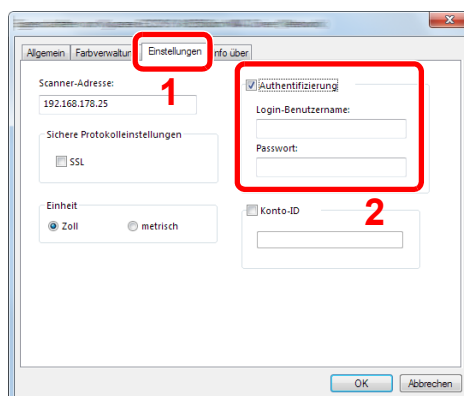 Allgemein Farbverwaltun Einstellungen nfo über
1
Scanner-Adresse:
192.168.178.25
Sichere Protokolleinstellungen
SSL
Einheit
Zoll metrisch
Authentifizierung
Login-Benutzername:
Passwort:
2
Konto-ID
OK Abbrechen